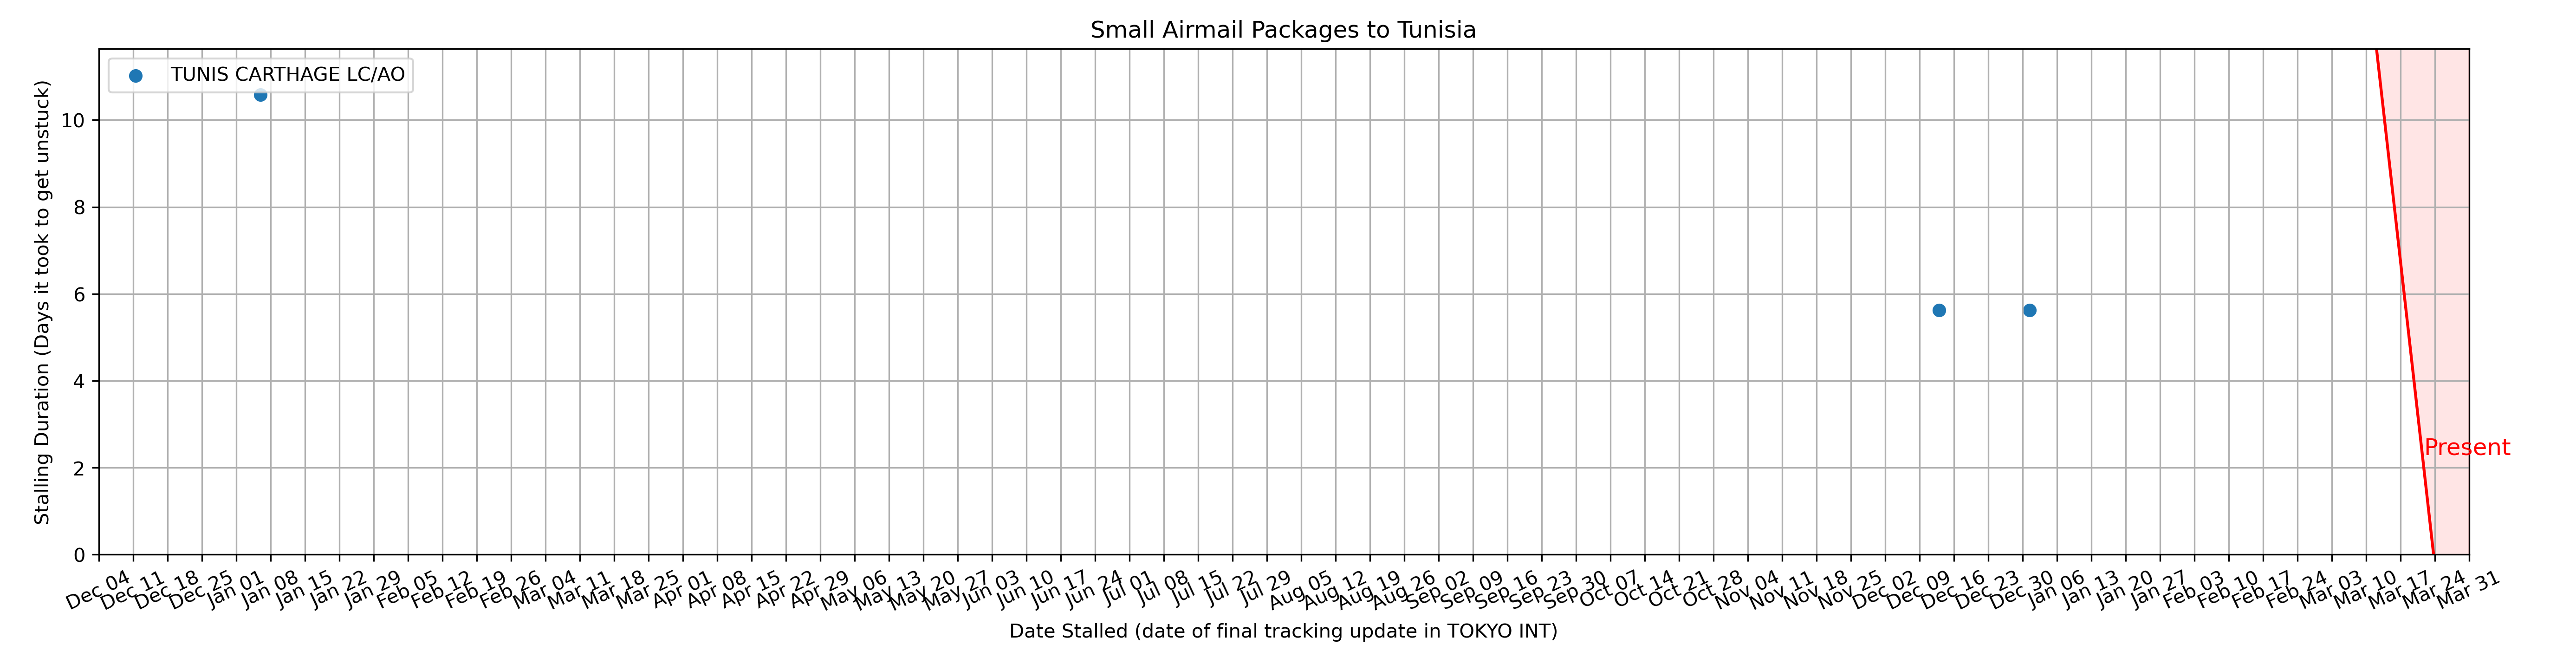 Small Airmail Packages to Tunisia
TUNIS CARTHAGE LC/AO
Stalling Duration (Days it took to get unstuck)
10
8
6
4
2
0
Present
Dec 04 Dec 11 Dec 18 Dec 25 Jan 01 Jan 08 Jan 15 Jan 22 Jan 29 Feb 05 Feb 12 Feb 19 Feb 26 Mar 04 Mar 11 Mar 18 Mar 25 Apr 01 Apr 08 Apr 15 Apr 22 Apr 29 May 06 May 13 May 20 May 27 Jun 03 Jun 10 Jun 17 Jun 24 Jul 01 Jul 08 Jul 15 Jul 22 Jul 29 Aug 05 Aug 12 Aug 19 Aug 26 Sep 02 Sep 09 Sep 16 Sep 23 Sep 30 Oct 07 Oct 14 Oct 21 Oct 28 Nov 04 Nov 11 Nov 18 Nov 25 Dec 02 Dec 09 Dec 16 Dec 23 Dec 30 Jan 06 Jan 13 Jan 20 Jan 27 Feb 03 Feb 10 Feb 17 Feb 24 Mar 03 Mar 10 Mar 17 Mar 24 Mar 31
Date Stalled (date of final tracking update in TOKYO INT)